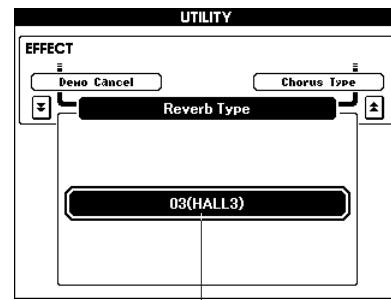 UTILITY
EFFECT
Demo Cancel
Chorus Type
Reverb Type
03(HALL3)